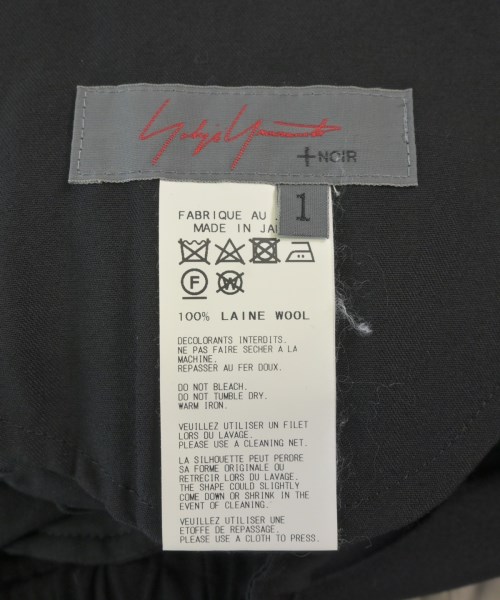 Yohji Yamamoto
+NOIR
1
FABRIQUE AU
MADE IN JA
F
W
100% LAINE WOOL
DECOLORANTS INTERDITS.
NE PAS FAIRE SECHER A LA
MACHINE.
REPASSER AU FER DOUX.
DO NOT BLEACH.
DO NOT TUMBLE DRY.
WARM IRON.
VEUILLEZ UTILISER UN FILET
LORS DU LAVAGE.
PLEASE USE A CLEANING NET.
LA SILHOUETTE PEUT PERDRE
SA FORME ORIGINALE OU
RETRECIR LORS DU LAVAGE.
THE SHAPE COULD SLIGHTLY
COME DOWN OR SHRINK IN THE
EVENT OF CLEANING.
VEUILLEZ UTILISER UNE
ETOFFE DE REPASSAGE.
PLEASE USE A CLOTH TO PRESS.